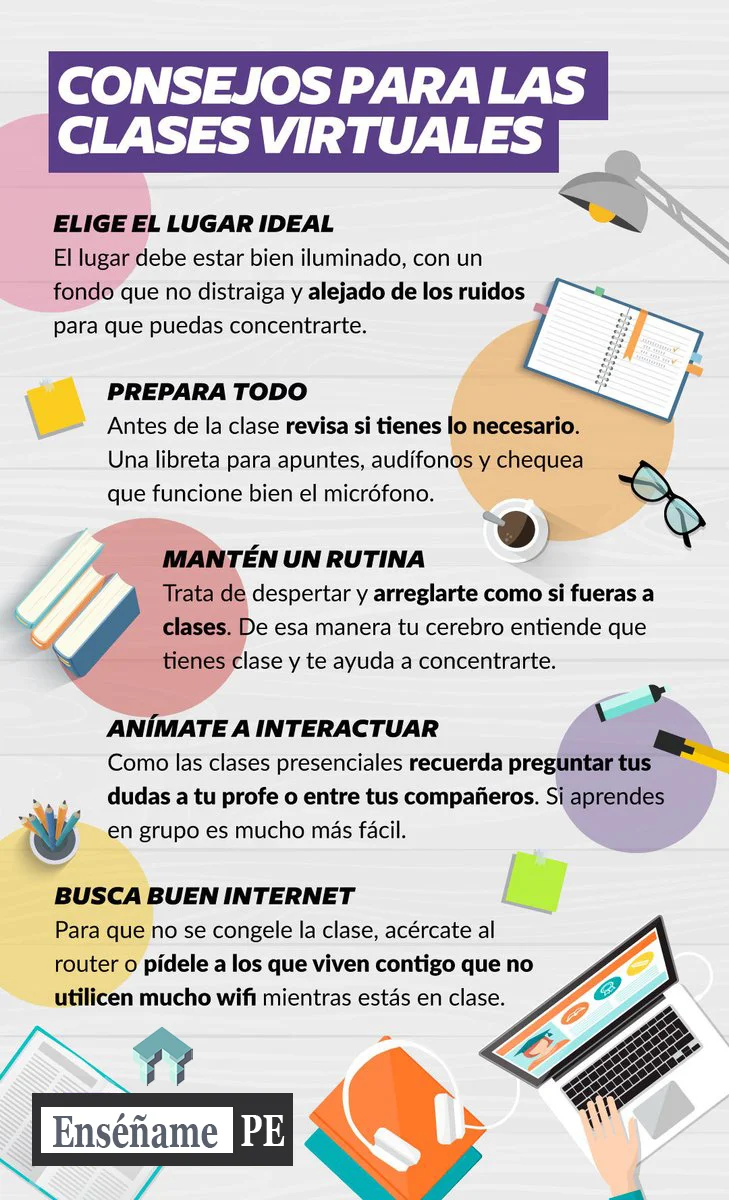 CONSEJOS PARA LAS
CLASES VIRTUALES
ELIGE EL LUGAR IDEAL
El lugar debe estar bien iluminado, con un
fondo que no distraiga y alejado de los ruidos
para que puedas concentrarte.
PREPARA TODO
Antes de la clase revisa si tienes lo necesario.
Una libreta para apuntes, audífonos y chequea
que funcione bien el micrófono.
MANTÉN UN RUTINA
Trata de despertar y arreglarte como si fueras a
clases. De esa manera tu cerebro entiende que
tienes clase y te ayuda a concentrarte.
ANÍMATE A INTERACTUAR
Como las clases presenciales recuerda preguntar tus
dudas a tu profe o entre tus compañeros. Si aprendes
en grupo es mucho más fácil.
BUSCA BUEN INTERNET
Para que no se congele la clase, acércate al
router o pídele a los que viven contigo que no
utilicen mucho wifi mientras estás en clase.
Enséñame PE